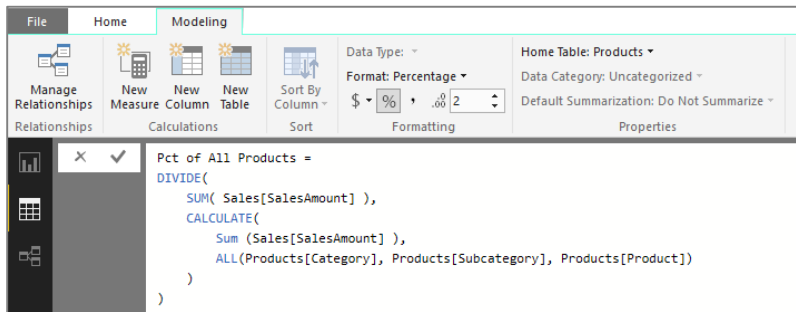 File Home Modeling
Manage Relationships
New Measure
New Column
New Table
Sort By Column
Data Type:
Format: Percentage
$ % , .00 2
Home Table: Products
Data Category: Uncategorized
Default Summarization: Do Not Summarize
Relationships Calculations Sort Formatting Properties
Pct of All Products =
DIVIDE(
SUM( Sales[SalesAmount] ),
CALCULATE(
Sum (Sales[SalesAmount] ),
ALL(Products[Category], Products[Subcategory], Products[Product])
)
)